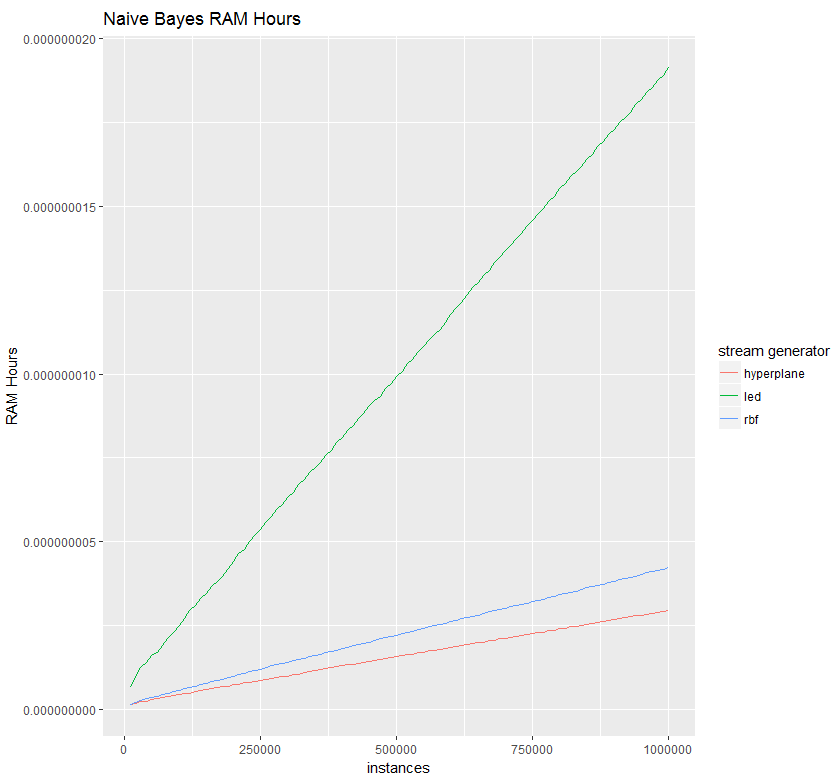 Naive Bayes RAM Hours
0.000000020
0.000000015
0.000000010
0.000000005
0.000000000
RAM Hours
0
250000
500000
750000
1000000
instances
stream generator
hyperplane
led
rbf